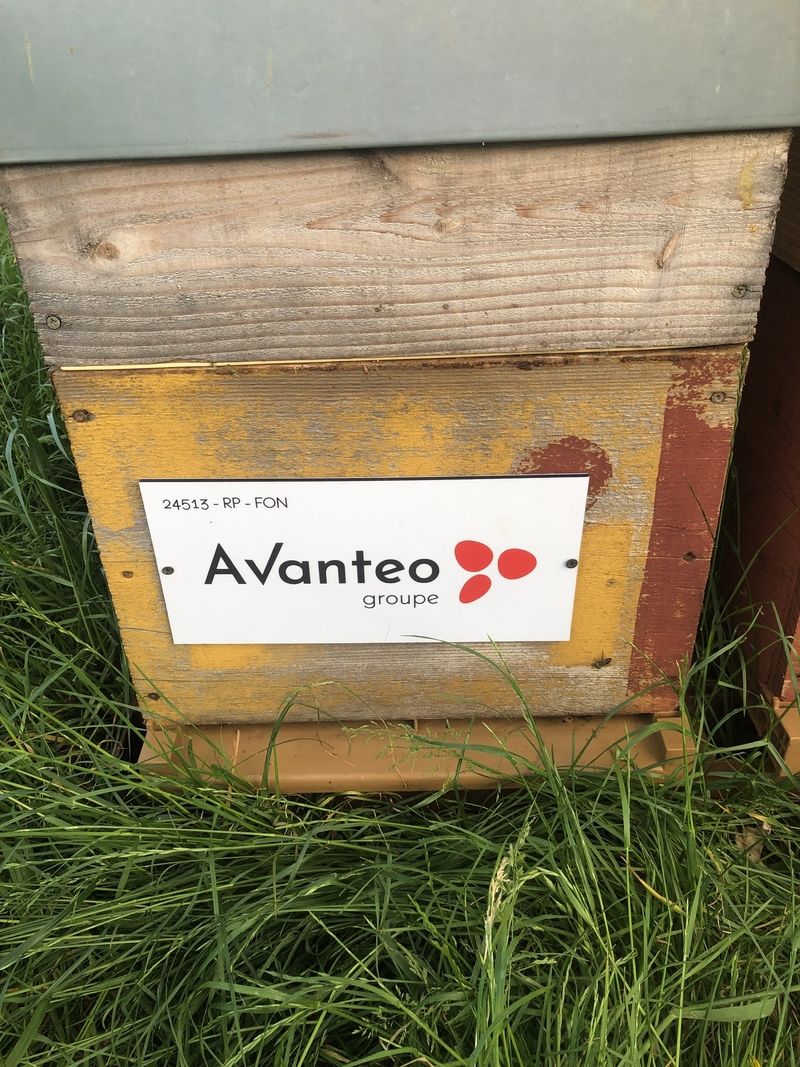 24513 - RP - FON
AVanteo
groupe